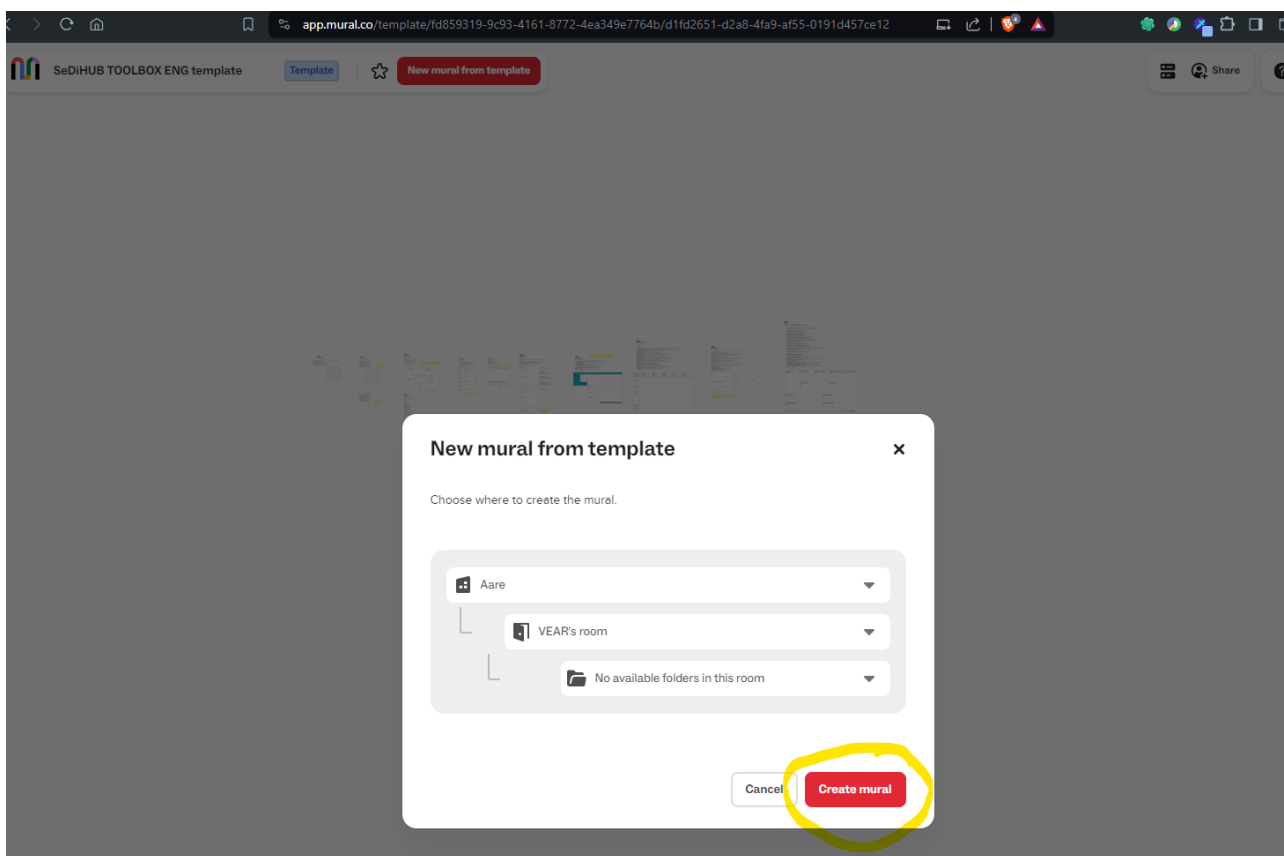 app.mural.co/template/fd859319-9c93-4161-8772-4ea349e7764b/d1fd2651-d2a8-4fa9-af55-0191d457ce12
SeDiHUB TOOLBOX ENG template
Template
New mural from template
Share
New mural from template
Choose where to create the mural.
Aare
VEAR's room
No available folders in this room
Cancel
Create mural